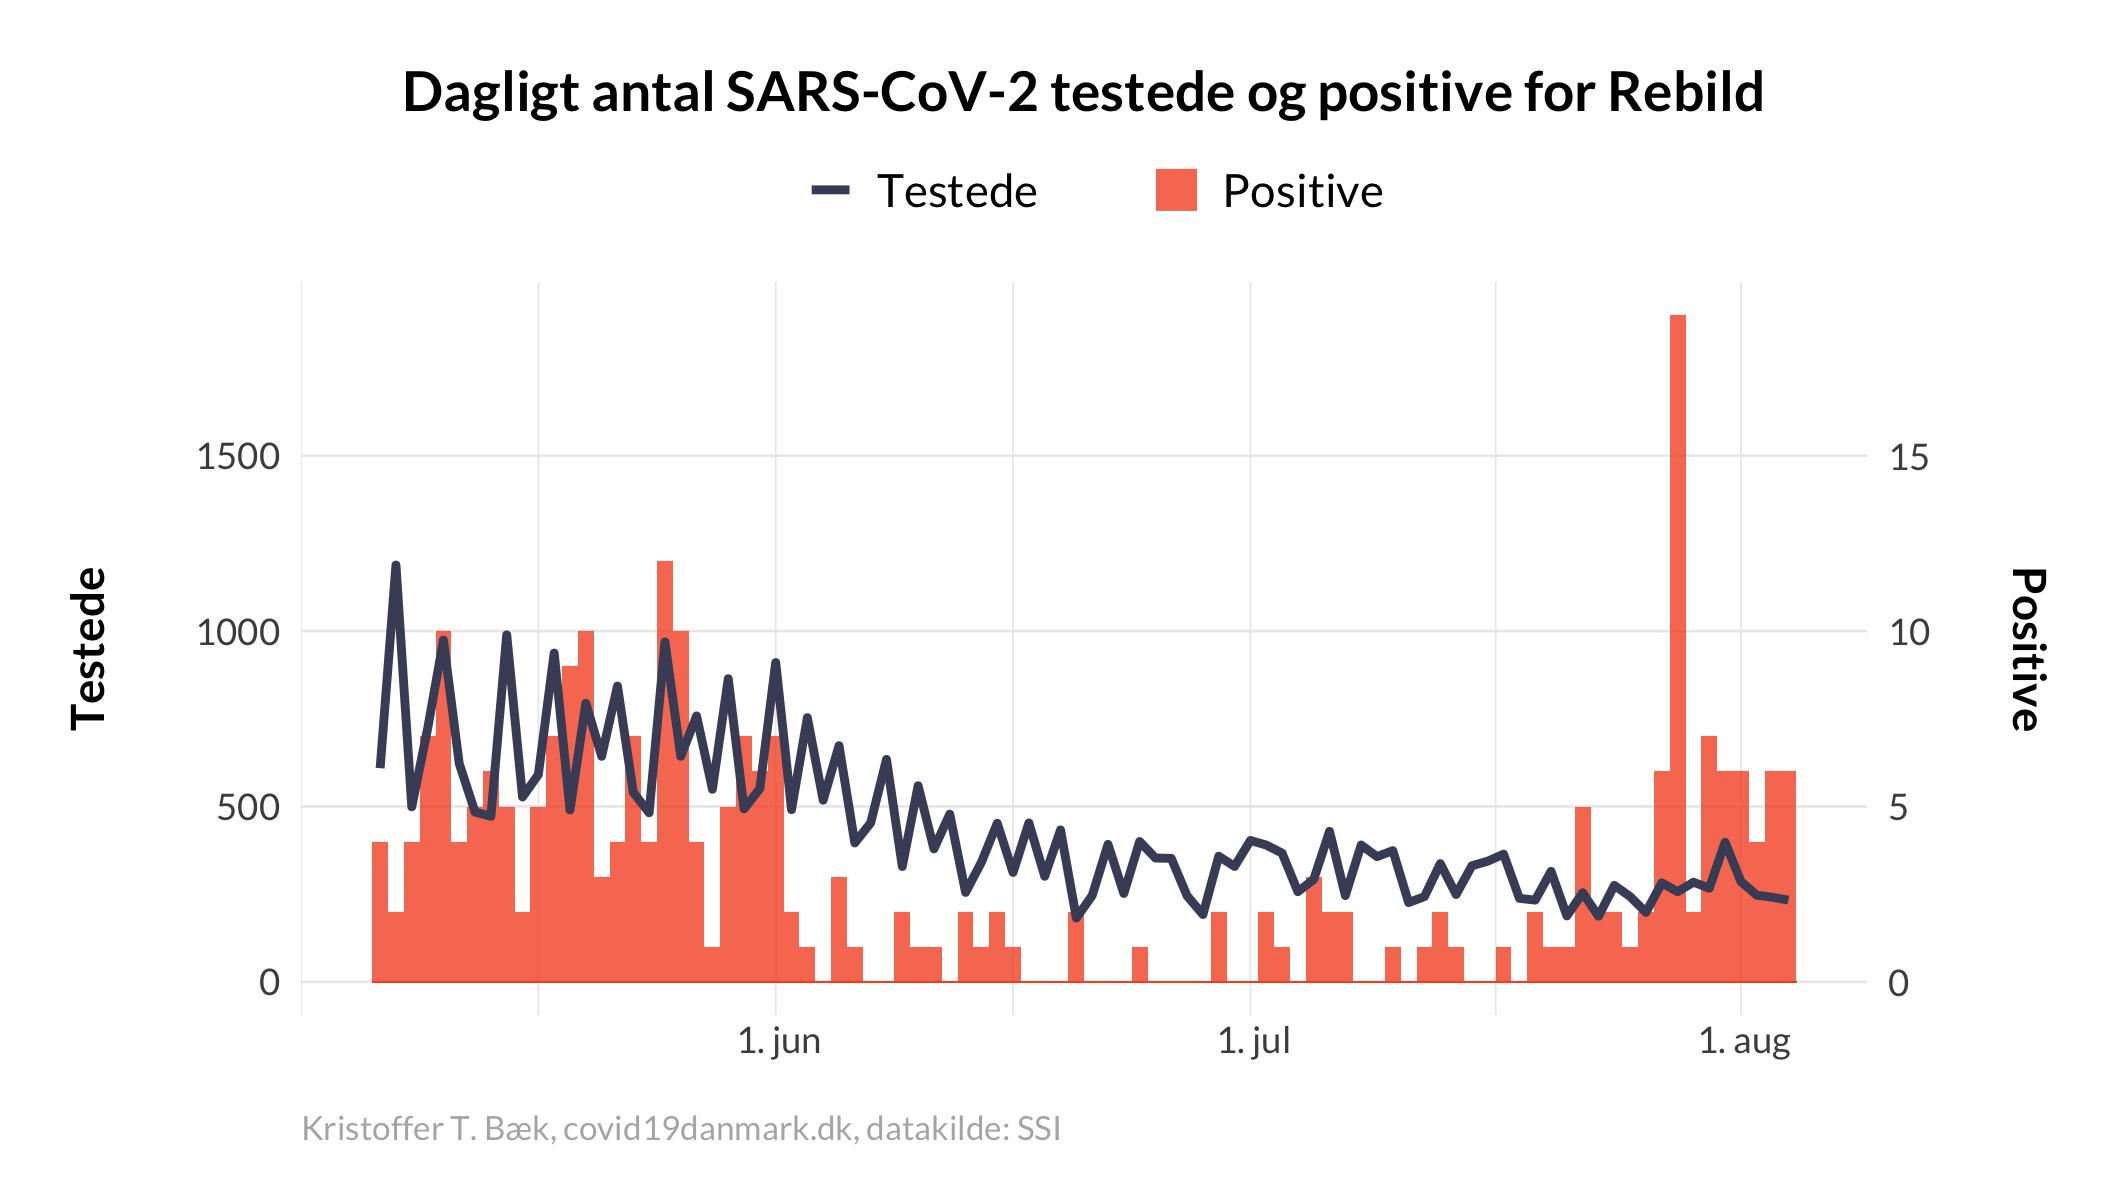 Dagligt antal SARS-CoV-2 testede og positive for Rebild
Testede
Positive
Testede
1500
1000
500
0
15
10
5
0
Positive
1. jun
1. jul
1. aug
Kristoffer T. Bæk, covid19danmark.dk, datakilde: SSI